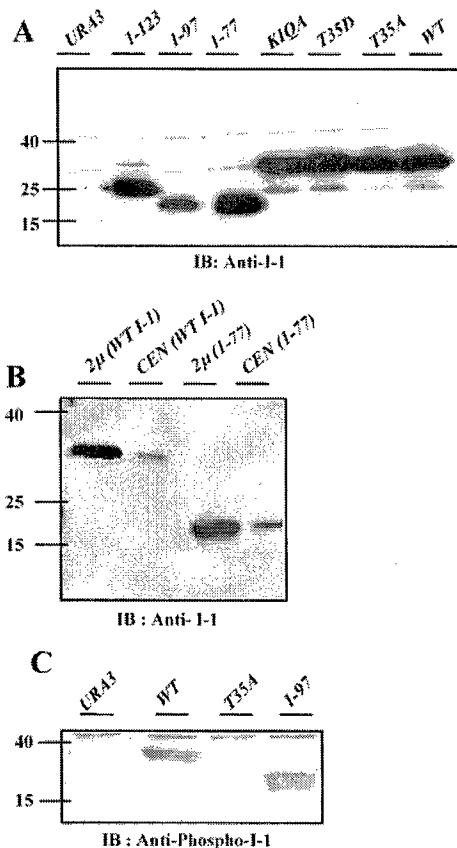 A
URA3 1-123 1-97 1-77 KIQA T35D T35A WT
40
25
15
IB: Anti-I-1
B
2µ (WT I-1) CEN (WT I-1) 2µ (1-77) CEN (1-77)
40
25
15
IB : Anti- I-1
C
URA3 WT T35A 1-97
40
15
IB : Anti-Phospho-I-1